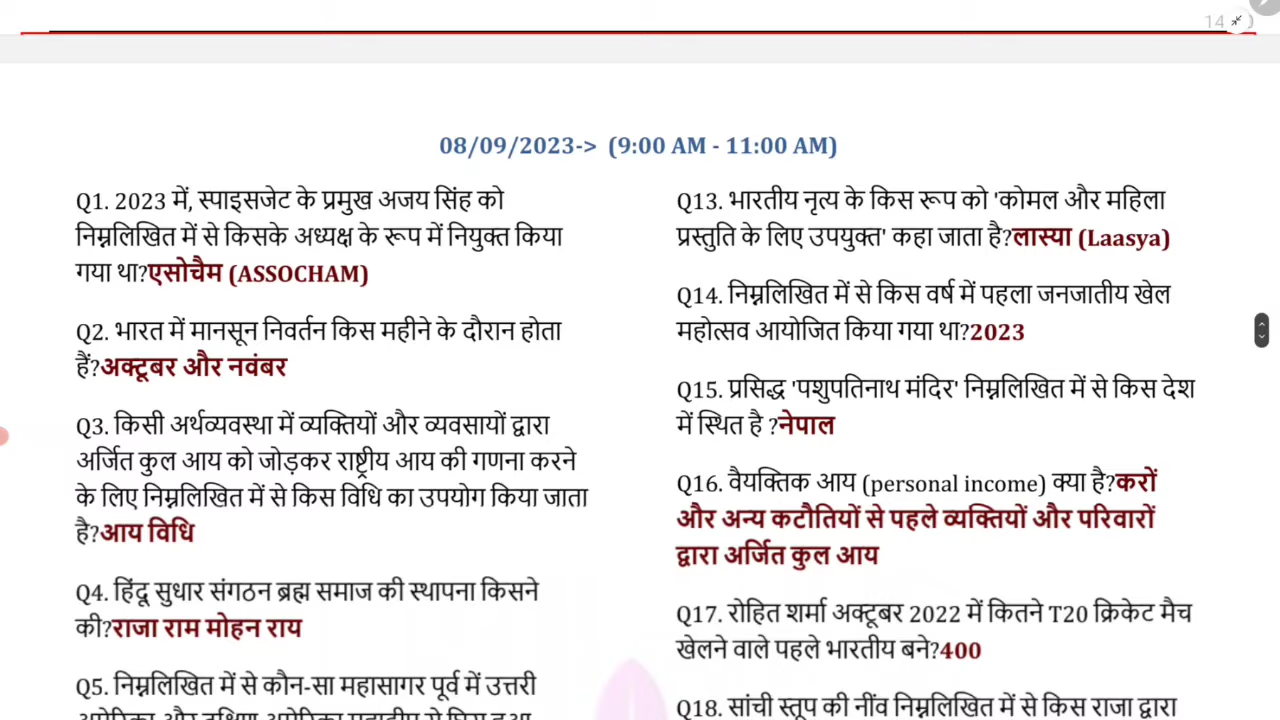 14
08/09/2023-> (9:00 AM - 11:00 AM)
Q1. 2023 में, स्पाइसजेट के प्रमुख अजय सिंह को
निम्नलिखित में से किसके अध्यक्ष के रूप में नियुक्त किया
गया था?एसोचैम (ASSOCHAM)
Q2. भारत में मानसून निवर्तन किस महीने के दौरान होता
हैं?अक्टूबर और नवंबर
Q3. किसी अर्थव्यवस्था में व्यक्तियों और व्यवसायों द्वारा
अर्जित कुल आय को जोड़कर राष्ट्रीय आय की गणना करने
के लिए निम्नलिखित में से किस विधि का उपयोग किया जाता
है?आय विधि
Q4. हिंदू सुधार संगठन ब्रह्म समाज की स्थापना किसने
की?राजा राम मोहन राय
Q5. निम्नलिखित में से कौन-सा महासागर पूर्व में उत्तरी
अमेरिका और दक्षिण अमेरिका महाद्वीप से घिरा हुआ
Q13. भारतीय नृत्य के किस रूप को 'कोमल और महिला
प्रस्तुति के लिए उपयुक्त' कहा जाता है?लास्या (Laasya)
Q14. निम्नलिखित में से किस वर्ष में पहला जनजातीय खेल
महोत्सव आयोजित किया गया था?2023
Q15. प्रसिद्ध 'पशुपतिनाथ मंदिर' निम्नलिखित में से किस देश
में स्थित है ?नेपाल
Q16. वैयक्तिक आय (personal income) क्या है?करों
और अन्य कटौतियों से पहले व्यक्तियों और परिवारों
द्वारा अर्जित कुल आय
Q17. रोहित शर्मा अक्टूबर 2022 में कितने T20 क्रिकेट मैच
खेलने वाले पहले भारतीय बने?400
Q18. सांची स्तूप की नींव निम्नलिखित में से किस राजा द्वारा